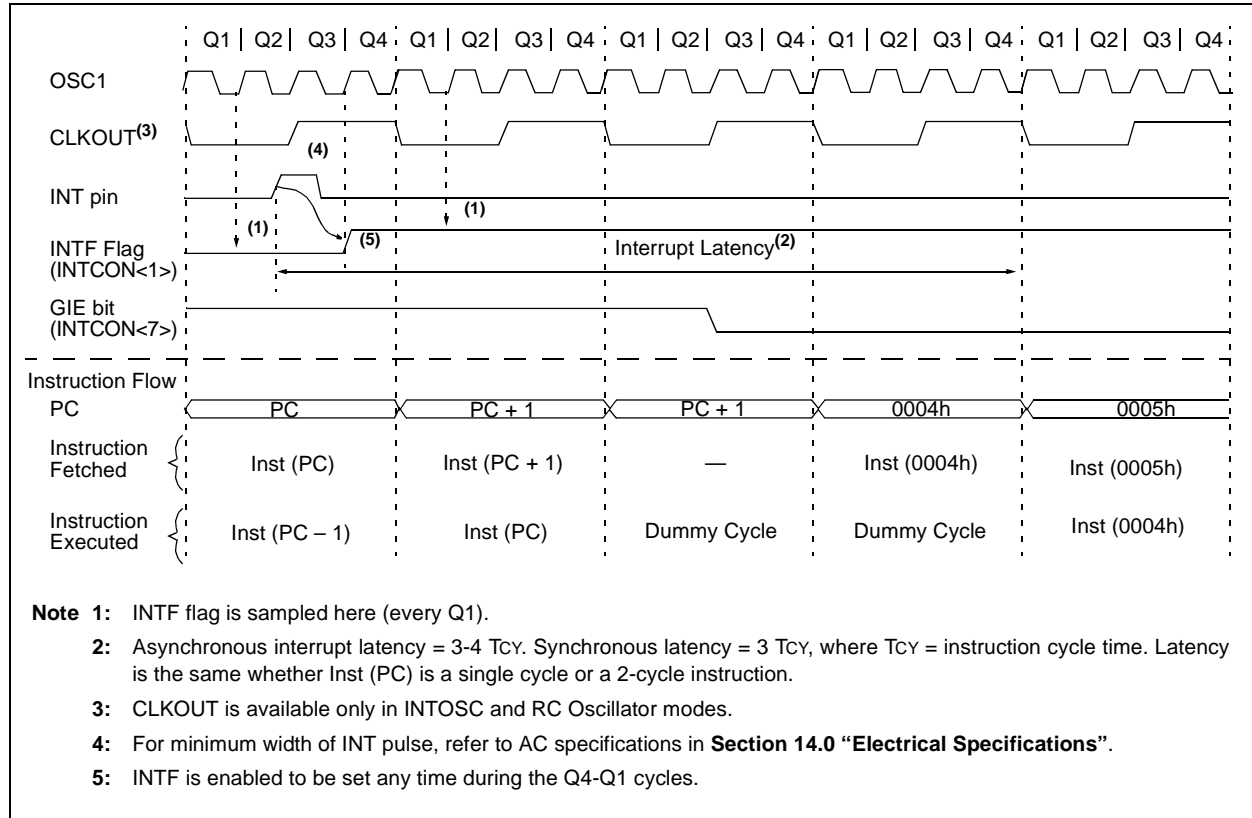 Q1 | Q2 | Q3 | Q4 Q1 | Q2 | Q3 | Q4 Q1 | Q2 | Q3 | Q4 Q1 | Q2 | Q3 | Q4 Q1 | Q2 | Q3 | Q4
OSC1
CLKOUT(3)
(4)
INT pin
(1)
(1)
(5)
INTF Flag
(INTCON<1>)
Interrupt Latency(2)
GIE bit
(INTCON<7>)
Instruction Flow
PC PC PC + 1 PC + 1 0004h 0005h
Instruction
Fetched
Inst (PC) Inst (PC + 1) — Inst (0004h) Inst (0005h)
Instruction
Executed
Inst (PC – 1) Inst (PC) Dummy Cycle Dummy Cycle Inst (0004h)
Note 1: INTF flag is sampled here (every Q1).
2: Asynchronous interrupt latency = 3-4 TCY. Synchronous latency = 3 TCY, where TCY = instruction cycle time. Latency
is the same whether Inst (PC) is a single cycle or a 2-cycle instruction.
3: CLKOUT is available only in INTOSC and RC Oscillator modes.
4: For minimum width of INT pulse, refer to AC specifications in Section 14.0 “Electrical Specifications”.
5: INTF is enabled to be set any time during the Q4-Q1 cycles.